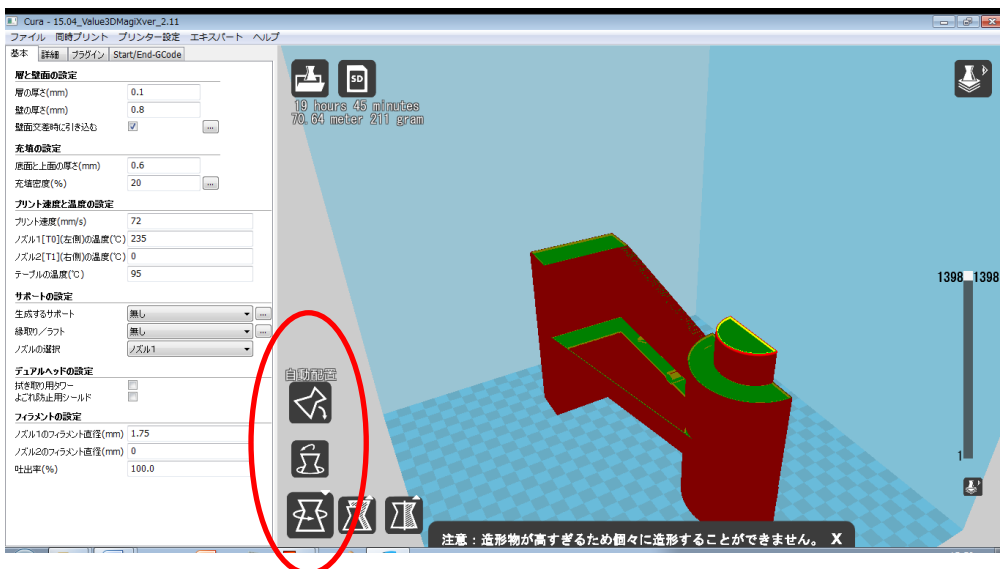 Cura - 15.04_Value3DMagiXver_2.11
ファイル 同時プリント プリンター設定 エキスパート ヘルプ
基本 詳細 プラグイン Start/End-GCode
層と壁面の設定
層の厚さ(mm) 0.1
壁の厚さ(mm) 0.8
壁面交差時に引き込む ...
充填の設定
底面と上面の厚さ(mm) 0.6
充填密度(%) 20 ...
プリント速度と温度の設定
プリント速度(mm/s) 72
ノズル1[T0](左側)の温度(℃) 235
ノズル2[T1](右側)の温度(℃) 0
テーブルの温度(℃) 95
サポートの設定
生成するサポート 無し ...
縁取り／ラフト 無し ...
ノズルの選択 ノズル1
デュアルヘッドの設定
拭き取り用タワー
よごれ防止用シールド
フィラメントの設定
ノズル1のフィラメント直径(mm) 1.75
ノズル2のフィラメント直径(mm) 0
吐出率(%) 100.0
SD
19 hours 45 minutes
70.64 meter 211 gram
自動配置
1398 1398
1
注意：造形物が高すぎるため個々に造形することができません。 X